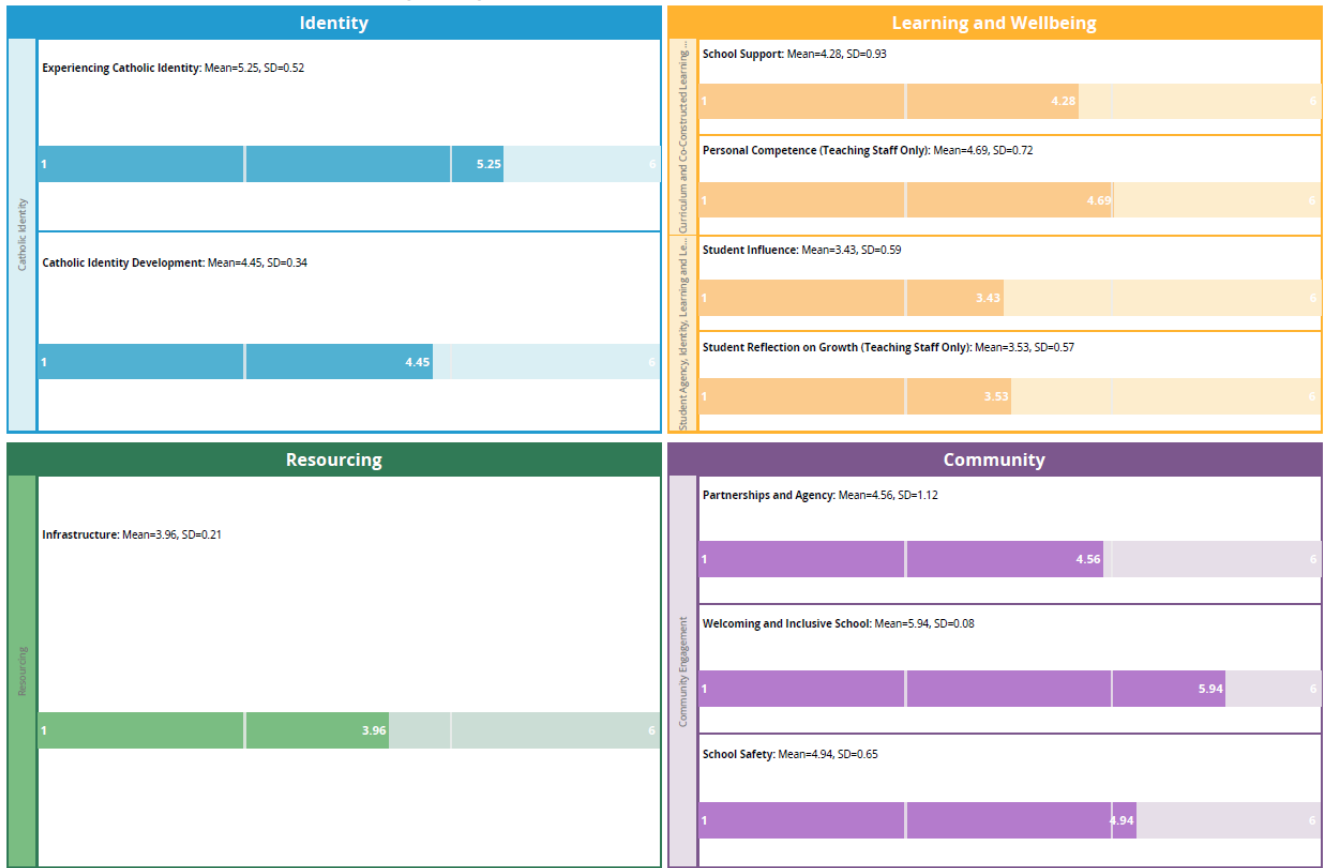 Identity
Catholic Identity
Experiencing Catholic Identity: Mean=5.25, SD=0.52
1 5.25 6
Catholic Identity Development: Mean=4.45, SD=0.34
1 4.45 6
Learning and Wellbeing
Curriculum and Co-Constructed Learning ...
School Support: Mean=4.28, SD=0.93
1 4.28 6
Personal Competence (Teaching Staff Only): Mean=4.69, SD=0.72
1 4.69 6
Student Agency, Identity, Learning and Le...
Student Influence: Mean=3.43, SD=0.59
1 3.43 6
Student Reflection on Growth (Teaching Staff Only): Mean=3.53, SD=0.57
1 3.53 6
Resourcing
Resourcing
Infrastructure: Mean=3.96, SD=0.21
1 3.96 6
Community
Community Engagement
Partnerships and Agency: Mean=4.56, SD=1.12
1 4.56 6
Welcoming and Inclusive School: Mean=5.94, SD=0.08
1 5.94 6
School Safety: Mean=4.94, SD=0.65
1 4.94 6